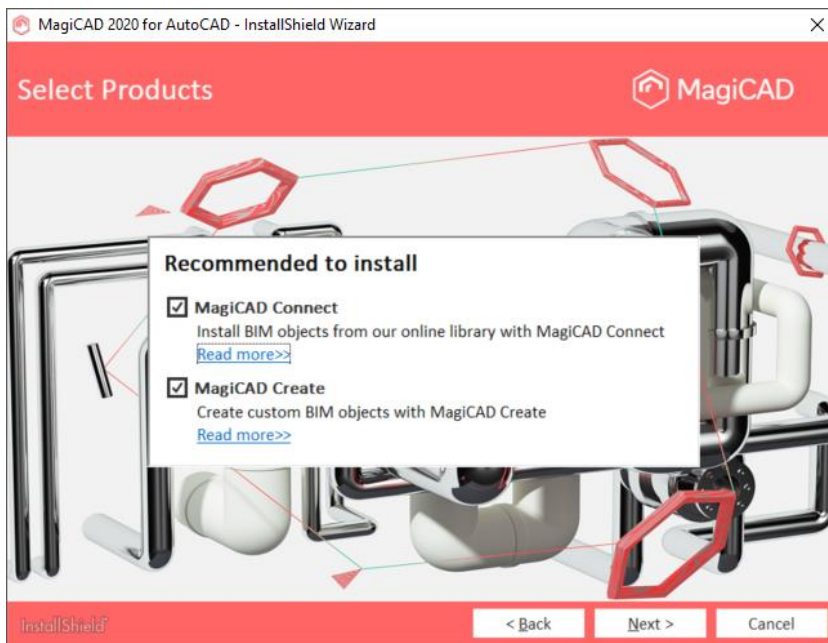 MagiCAD 2020 for AutoCAD - InstallShield Wizard
Select Products
MagiCAD
Recommended to install
MagiCAD Connect
Install BIM objects from our online library with MagiCAD Connect
Read more>>
MagiCAD Create
Create custom BIM objects with MagiCAD Create
Read more>>
InstallShield
< Back
Next >
Cancel